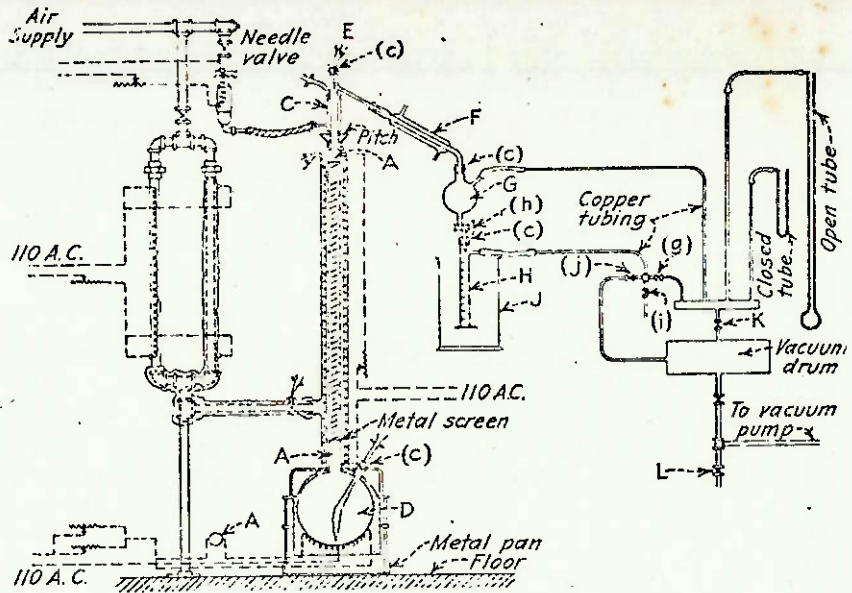 Air
Supply
Needle
valve
E
(c)
C
F
Pitch
A
(c)
G
(h)
(c)
Copper
tubing
Open tube
Closed
tube
(J)
(g)
H
J
(i)
K
110 A.C.
Vacuum
drum
110 A.C.
Metal screen
To vacuum
pump
A
(c)
L
D
A
Metal pan
Floor
110 A.C.